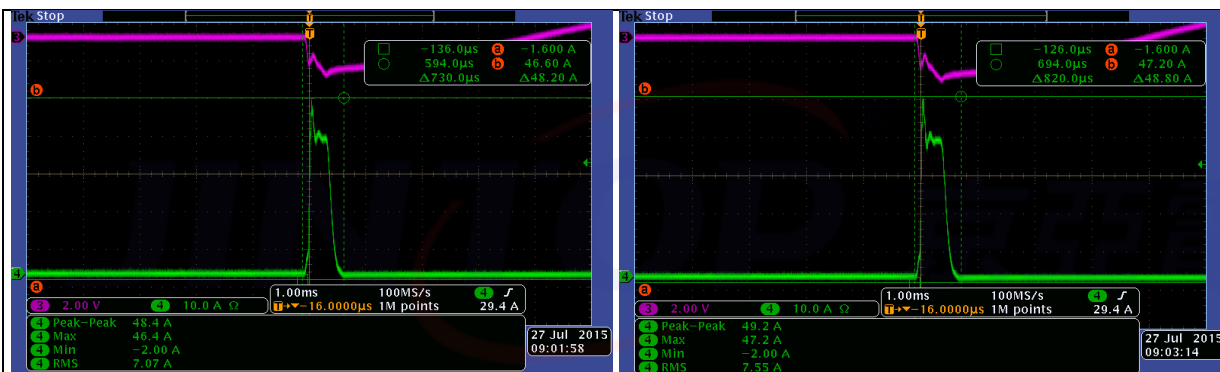 Tek Stop
T
T
3
□ −136.0µs a −1.600 A
○ 594.0µs b 46.60 A
Δ730.0µs Δ48.20 A
b
4
a
3 2.00 V 4 10.0 A Ω
1.00ms 100MS/s 4
T→▼−16.0000µs 1M points 29.4 A
4 Peak−Peak 48.4 A
4 Max 46.4 A
4 Min −2.00 A
4 RMS 7.07 A
27 Jul 2015
09:01:58
Tek Stop
T
T
3
□ −126.0µs a −1.600 A
○ 694.0µs b 47.20 A
Δ820.0µs Δ48.80 A
b
4
a
3 2.00 V 4 10.0 A Ω
1.00ms 100MS/s 4
T→▼−16.0000µs 1M points 29.4 A
4 Peak−Peak 49.2 A
4 Max 47.2 A
4 Min −2.00 A
4 RMS 7.55 A
27 Jul 2015
09:03:14